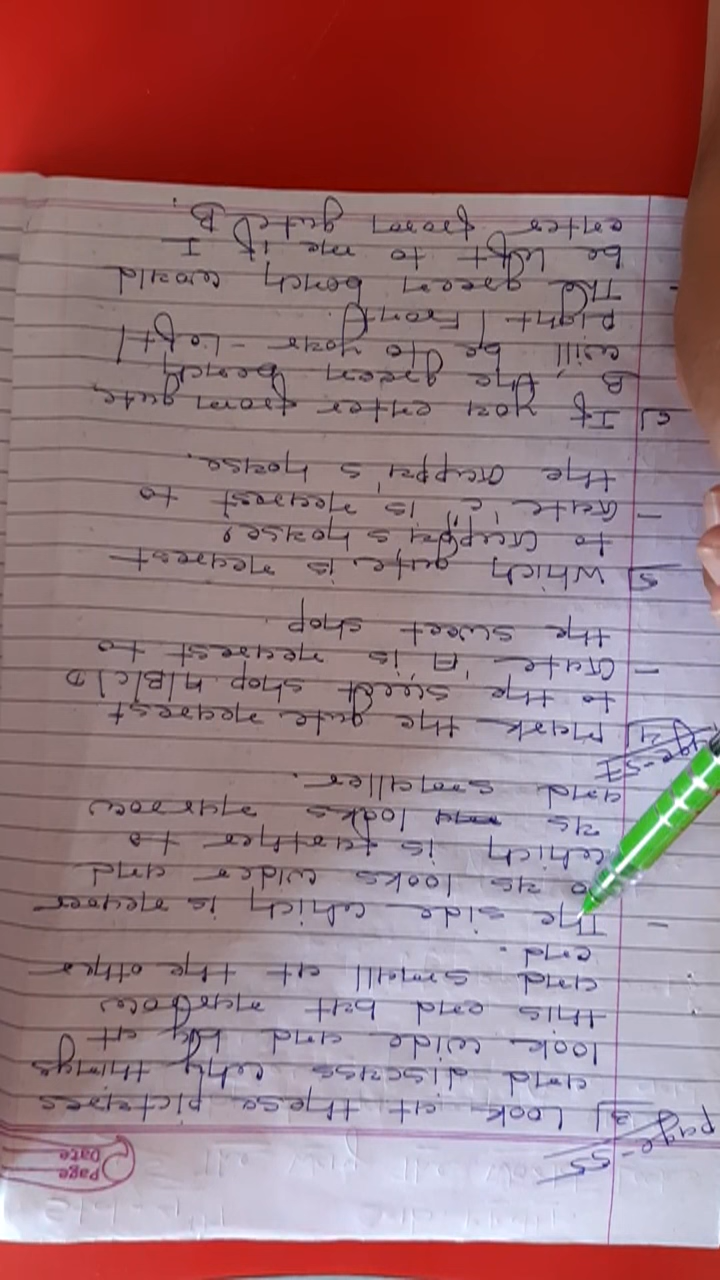 Page
Date
page-55
3) Look at these pictures
and discuss why things
look wide and big at
this end but narrow
and small at the other
end.
- The side which is nearer
to us looks wider and
which is farther to
us looks narrow
and smaller.
Page-57
4) Mark the gate nearest
to the sweet shop. A/B/C/D
- Gate 'A' is nearest to
the sweet shop
5) Which gate is nearest
to Guppy's house?
- Gate 'C' is nearest to
the Guppy's house.
c) If you enter from gate
B, the green bench
will be to your - Left/
Right/Front.
- The green bench would
be left to me if I
enter from gate B.